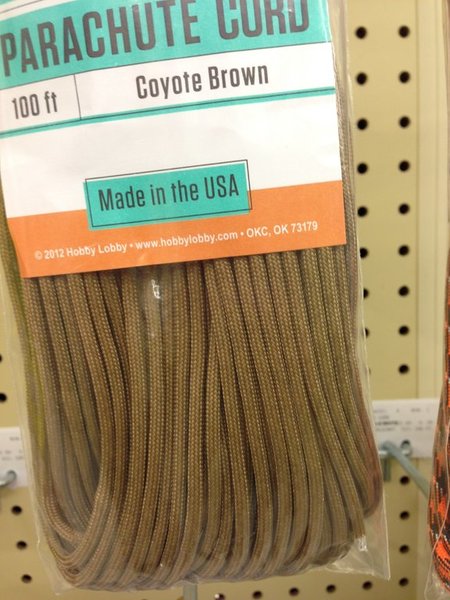 PARACHUTE CORD
100 ft
Coyote Brown
Made in the USA
© 2012 Hobby Lobby • www.hobbylobby.com • OKC, OK 73179